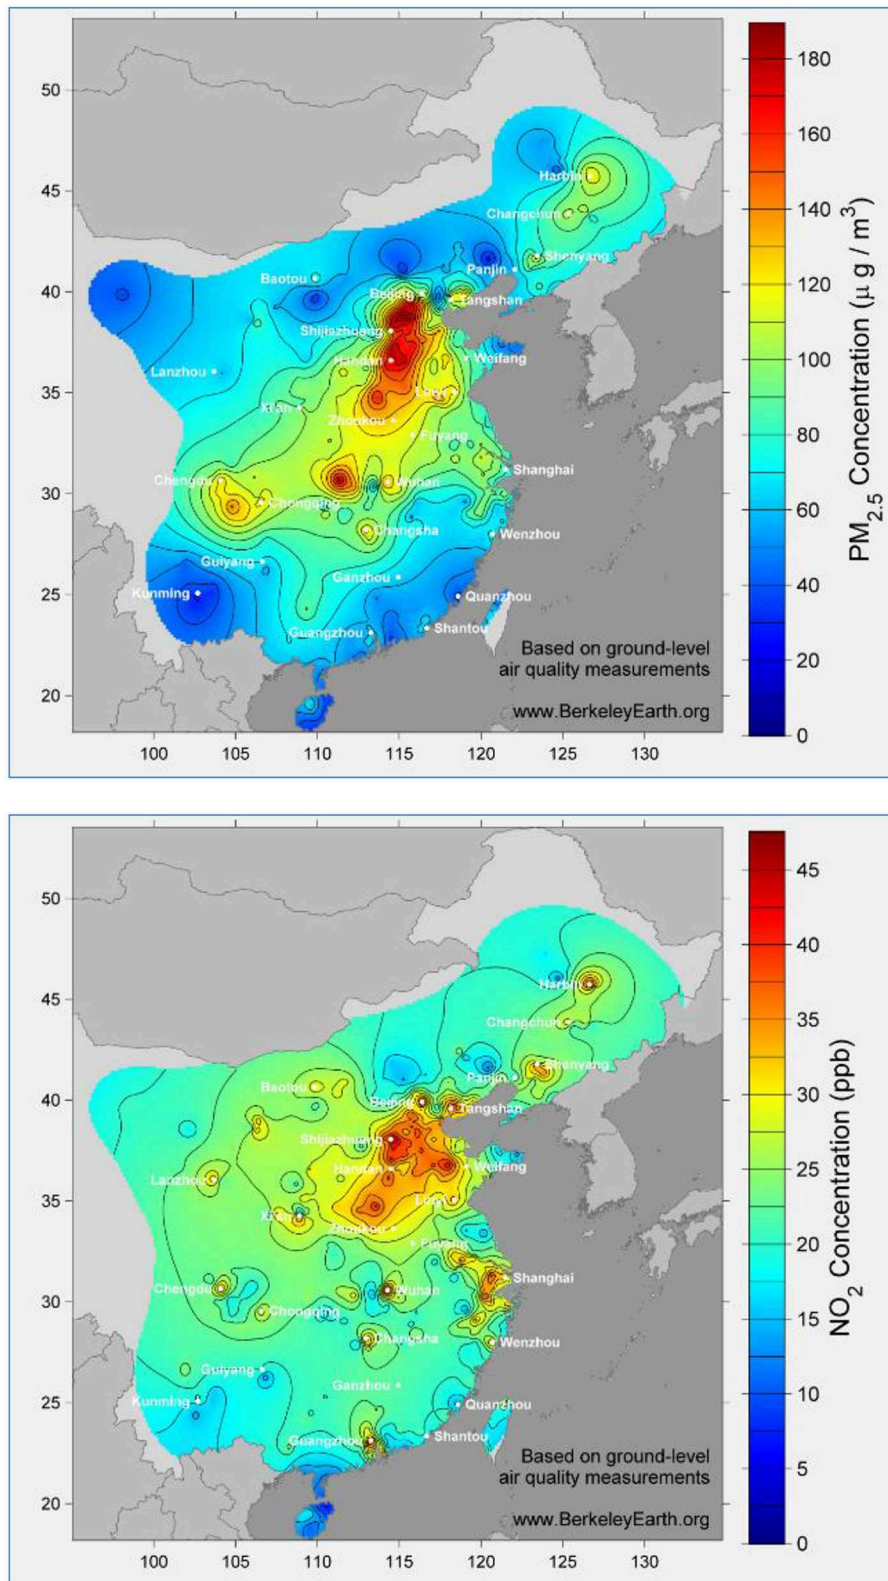 50
45
40
35
30
25
20
100 105 110 115 120 125 130
Harbin
Changchun
Shenyang
Panjin
Baotou
Beijing
Tangshan
Shijiazhuang
Handan
Weifang
Lanzhou
Linyi
Xi'an
Zhoukou
Fuyang
Shanghai
Chengdu
Wuhan
Chongqing
Changsha
Wenzhou
Guiyang
Ganzhou
Kunming
Quanzhou
Guangzhou
Shantou
Based on ground-level
air quality measurements
www.BerkeleyEarth.org
180
160
140
120
100
80
60
40
20
0
PM2.5 Concentration (μ g / m3)
50
45
40
35
30
25
20
100 105 110 115 120 125 130
Harbin
Changchun
Shenyang
Panjin
Baotou
Beijing
Tangshan
Shijiazhuang
Handan
Weifang
Lanzhou
Linyi
Xi'an
Zhoukou
Fuyang
Shanghai
Chengdu
Wuhan
Chongqing
Changsha
Wenzhou
Guiyang
Ganzhou
Kunming
Quanzhou
Guangzhou
Shantou
Based on ground-level
air quality measurements
www.BerkeleyEarth.org
45
40
35
30
25
20
15
10
5
0
NO2 Concentration (ppb)